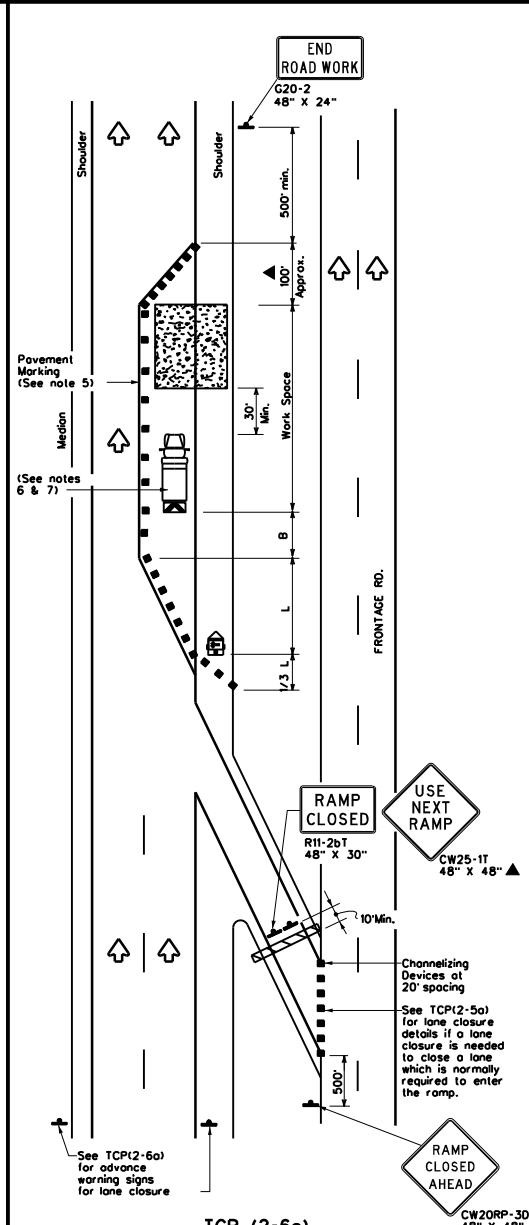 END
ROAD WORK
G20-2
48" X 24"
Shoulder
Shoulder
500' min.
100'
Approx.
Pavement
Marking
(See note 5)
30'
Min.
Work Space
Median
(See notes
6 & 7)
B
L
1/3 L
FRONTAGE RD.
RAMP
CLOSED
R11-2bT
48" X 30"
USE
NEXT
RAMP
CW25-1T
48" X 48"
10' Min.
Channelizing
Devices at
20' spacing
See TCP(2-5a)
for lane closure
details if a lane
closure is needed
to close a lane
which is normally
required to enter
the ramp.
500'
See TCP(2-6a)
for advance
warning signs
for lane closure
RAMP
CLOSED
AHEAD
CW20RP-3D